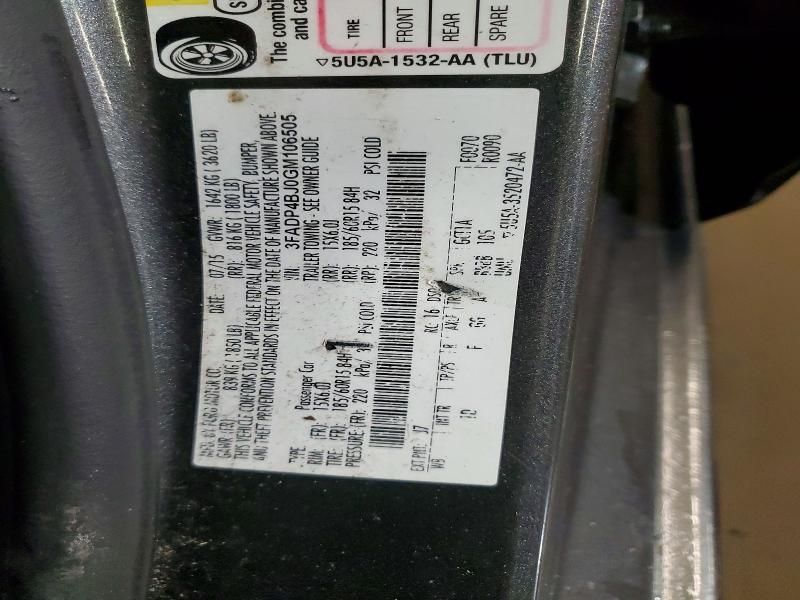 The combin
and ca
TIRE
FRONT
REAR
SPARE
▽5U5A-1532-AA (TLU)
MFD. BY FORD MOTOR CO.
DATE: 07/15 GVWR: 1642 KG ( 3620 LB)
GAWR (FR): 839 KG ( 1850 LB) (RR): 816 KG ( 1800 LB)
THIS VEHICLE CONFORMS TO ALL APPLICABLE FEDERAL MOTOR VEHICLE SAFETY, BUMPER,
AND THEFT PREVENTION STANDARDS IN EFFECT ON THE DATE OF MANUFACTURE SHOWN ABOVE.
VIN: 3FADP4BJ0GM106505
TYPE: Passenger Car TRAILER TOWING - SEE OWNER GUIDE
RIM: (FR): 15X6.0J (RR): 15X6.0J
TIRE: (FR): 185/60R15 84H (RR): 185/60R15 84H
PRESSURE: (FR): 220 kPa/ 32 PSI COLD (RR): 220 kPa/ 32 PSI COLD
F0070
R0090
RC: 16
EXT PNT: J7
WB INT TR TP/PS R AXLE TR SPR
F A GC11A
105
▽5U5A-3520472-AA